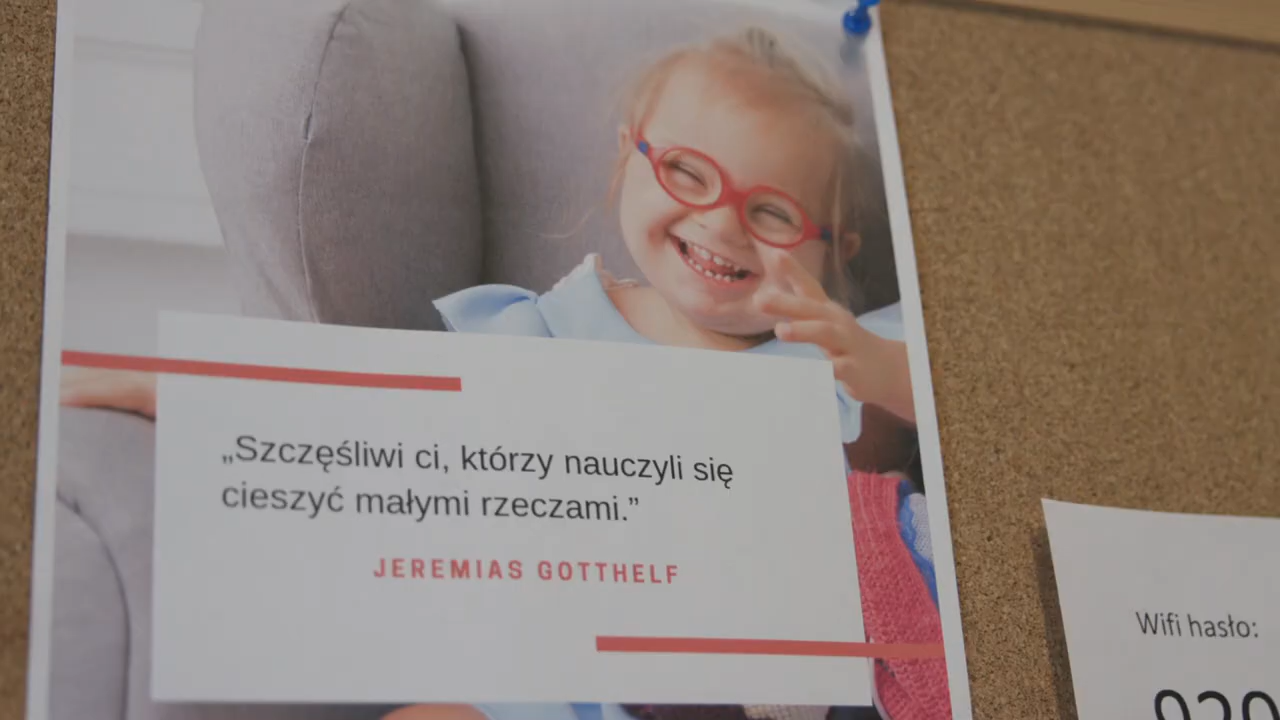 „Szczęśliwi ci, którzy nauczyli się
cieszyć małymi rzeczami.”
JEREMIAS GOTTHELF
Wifi hasło: